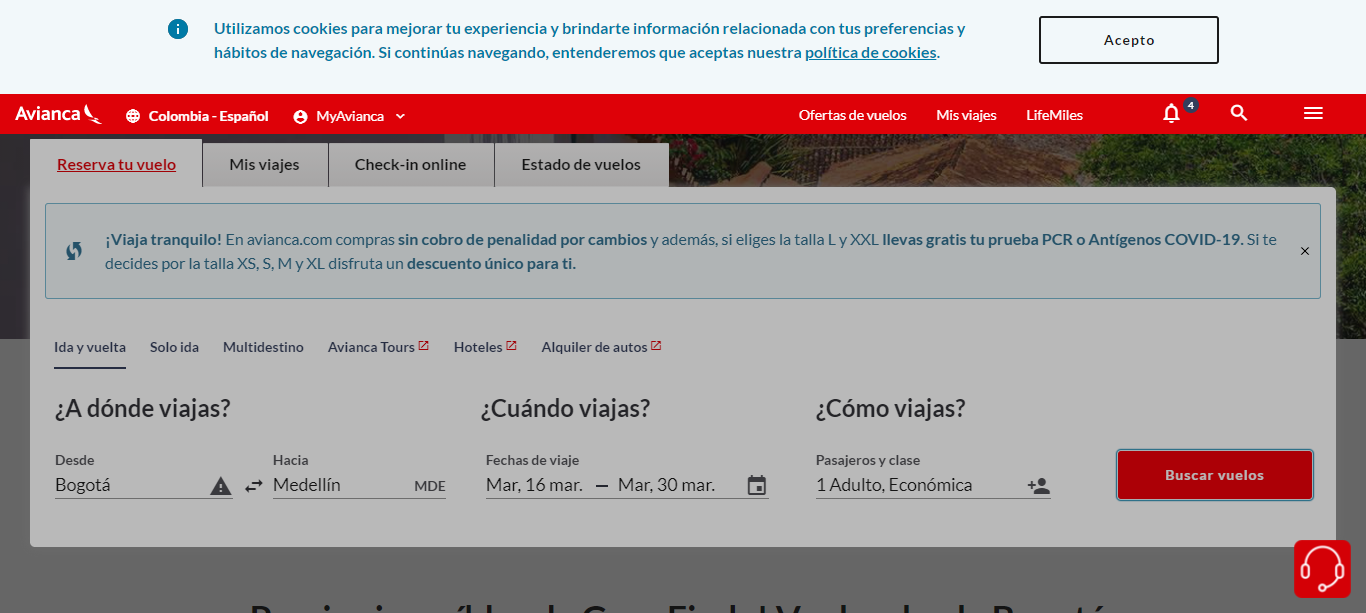 Utilizamos cookies para mejorar tu experiencia y brindarte información relacionada con tus preferencias y
hábitos de navegación. Si continúas navegando, entenderemos que aceptas nuestra política de cookies.
Acepto
Avianca
Colombia - Español
MyAvianca
Ofertas de vuelos
Mis viajes
LifeMiles
4
Reserva tu vuelo
Mis viajes
Check-in online
Estado de vuelos
¡Viaja tranquilo! En avianca.com compras sin cobro de penalidad por cambios y además, si eliges la talla L y XXL llevas gratis tu prueba PCR o Antígenos COVID-19. Si te
decides por la talla XS, S, M y XL disfruta un descuento único para ti.
Ida y vuelta
Solo ida
Multidestino
Avianca Tours
Hoteles
Alquiler de autos
¿A dónde viajas?
¿Cuándo viajas?
¿Cómo viajas?
Desde
Hacia
Fechas de viaje
Pasajeros y clase
Bogotá
Medellín
MDE
Mar, 16 mar. — Mar, 30 mar.
1 Adulto, Económica
Buscar vuelos